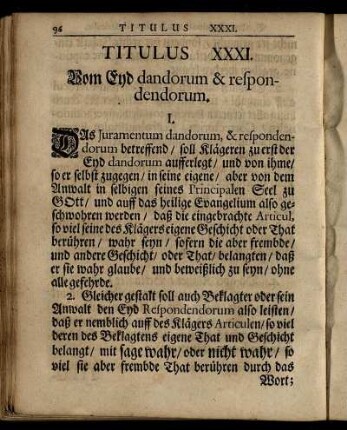 96 TITULUS XXXI.
TITULUS XXXI.
Vom Eyd dandorum & respon-
dendorum.
I.
DAs Juramentum dandorum, & responden-
dorum betreffend / soll Klägeren zu erst der
Eyd dandorum aufferlegt / und von ihme /
so er selbst zugegen / in seine eigene / aber von dem
Anwalt in selbigen seines Principalen Seel zu
GOtt / und auff das heilige Evangelium also ge-
schwohren werden / daß die eingebrachte Articul,
so viel seine des Klägers eigene Geschicht oder That
berühren / wahr seyn / sofern die aber frembde /
und andere Geschicht / oder That / belangten / daß
er sie wahr glaube / und beweißlich zu seyn / ohne
alle gefehrde.
2. Gleicher gestalt soll auch Beklagter oder sein
Anwalt den Eyd Respondendorum also leisten /
daß er nemblich auff des Klägers Articulen / so viel
deren des Beklagtens eigene That und Geschicht
belangt / mit sage wahr / oder nicht wahr / so
viel sie aber frembde That berühren durch das
Wort;